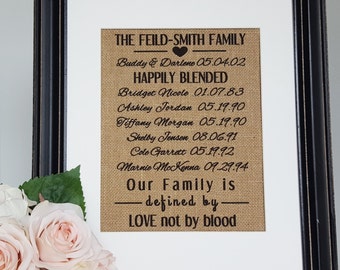 THE FEILD-SMITH FAMILY
Buddy & Darlene 05.04.02
HAPPILY BLENDED
Bridget Nicole 01.07.83
Ashley Jordan 05.19.90
Tiffany Morgan 05.19.90
Shelby Jensen 08.06.91
Cole Garrett 05.19.92
Marnie McKenna 09.29.94
Our Family is
defined by
LOVE not by blood